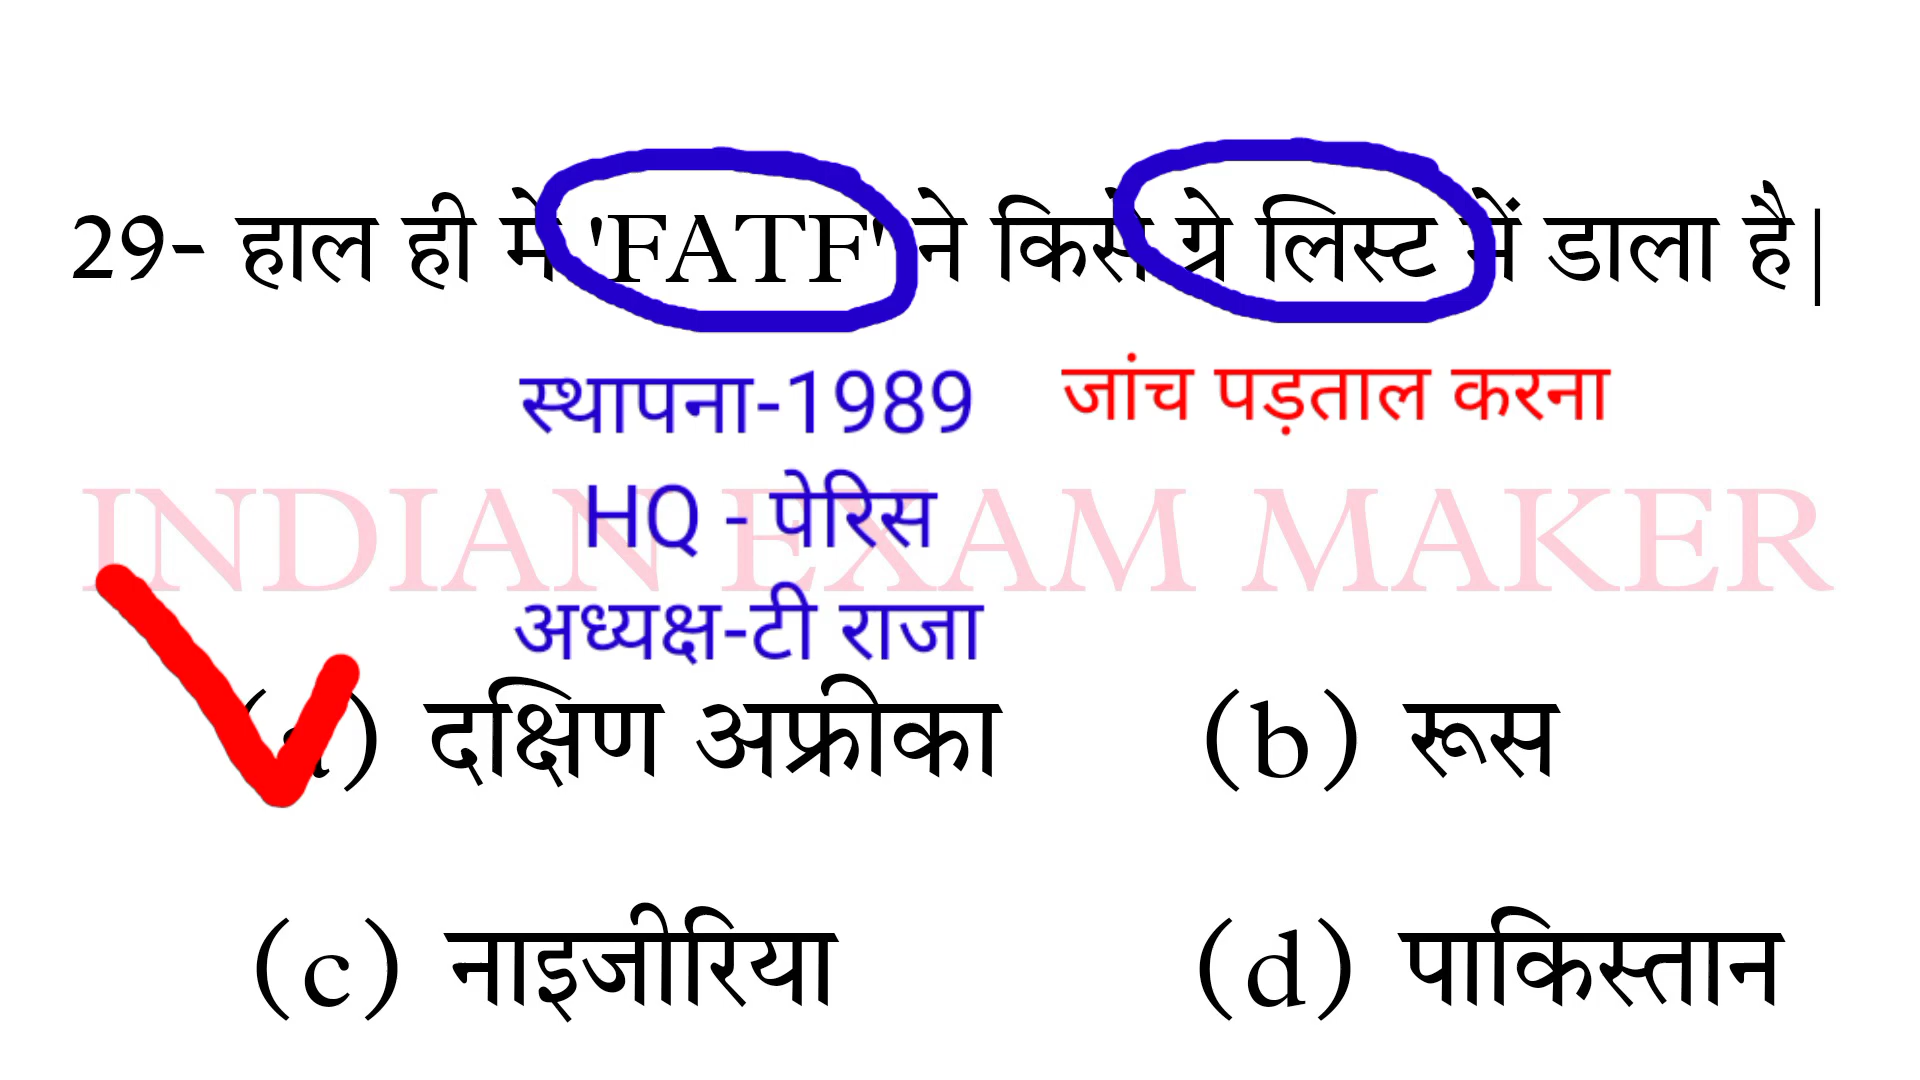 29- हाल ही में 'FATF' ने किसे ग्रे लिस्ट में डाला है|
स्थापना-1989 जांच पड़ताल करना
HQ - पेरिस
INDIAN EXAM MAKER
अध्यक्ष-टी राजा
(a) दक्षिण अफ्रीका (b) रूस
(c) नाइजीरिया (d) पाकिस्तान